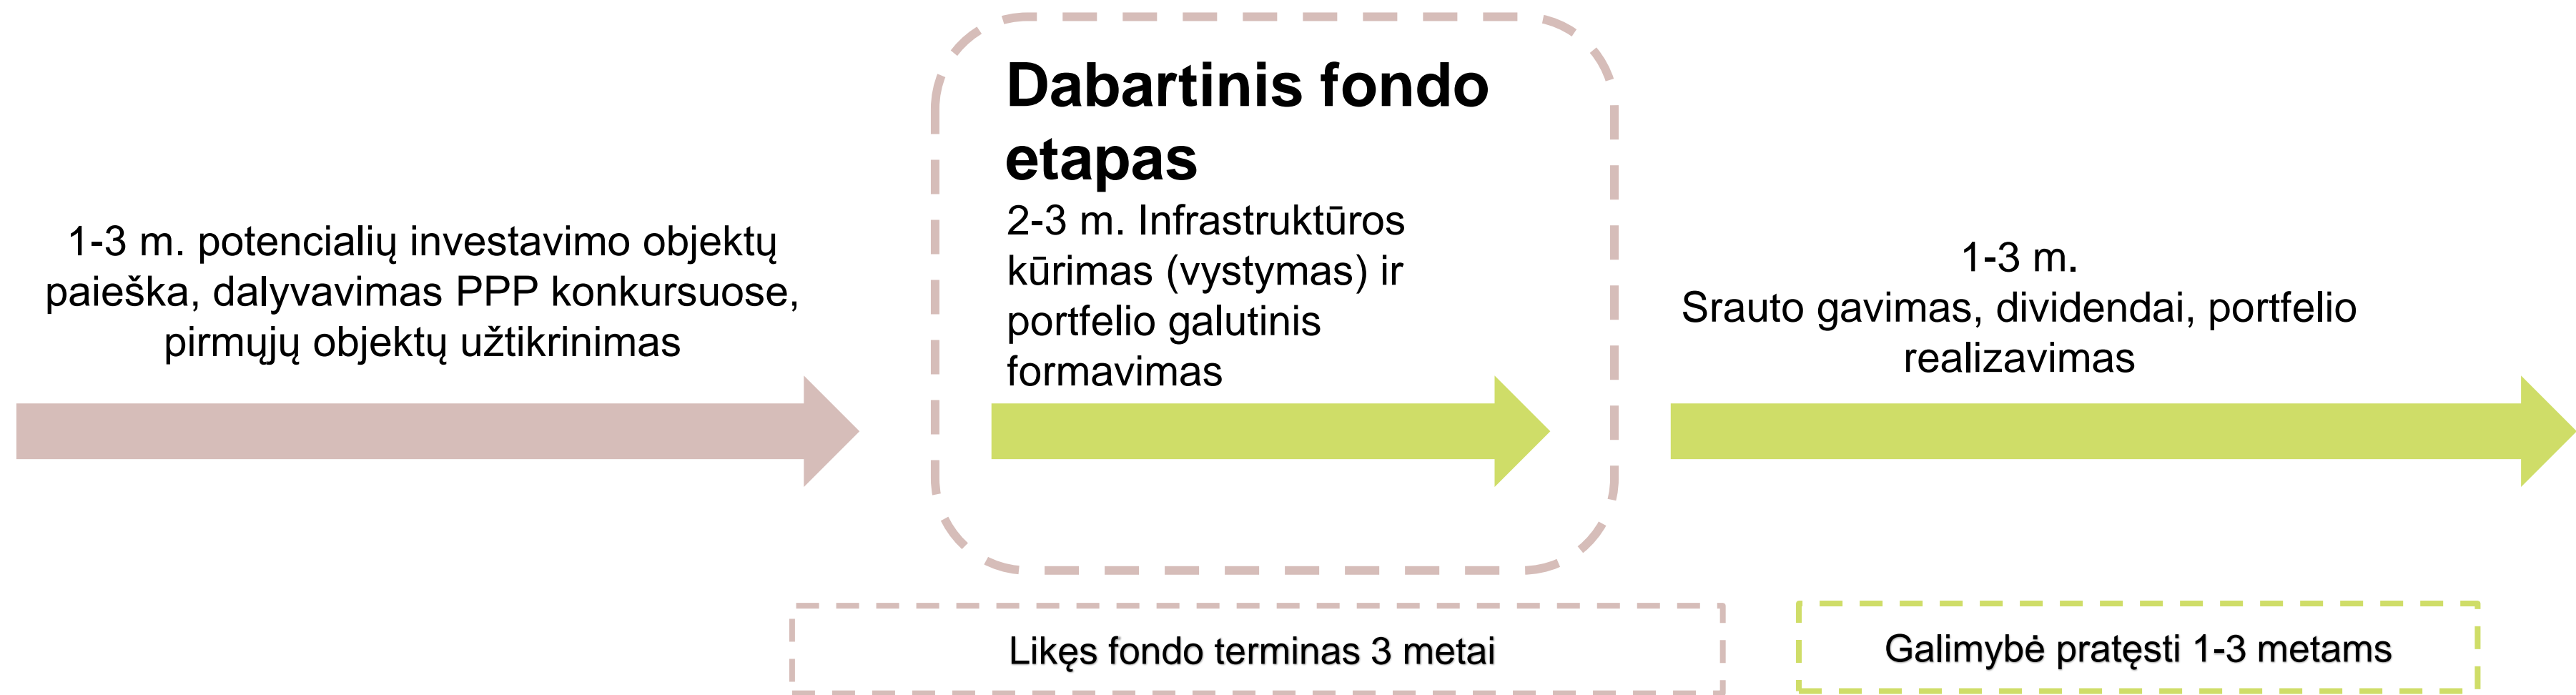 1-3 m. potencialių investavimo objektų
paieška, dalyvavimas PPP konkursuose,
pirmųjų objektų užtikrinimas
Dabartinis fondo
etapas
2-3 m. Infrastruktūros
kūrimas (vystymas) ir
portfelio galutinis
formavimas
1-3 m.
Srauto gavimas, dividendai, portfelio
realizavimas
Likęs fondo terminas 3 metai
Galimybė pratęsti 1-3 metams